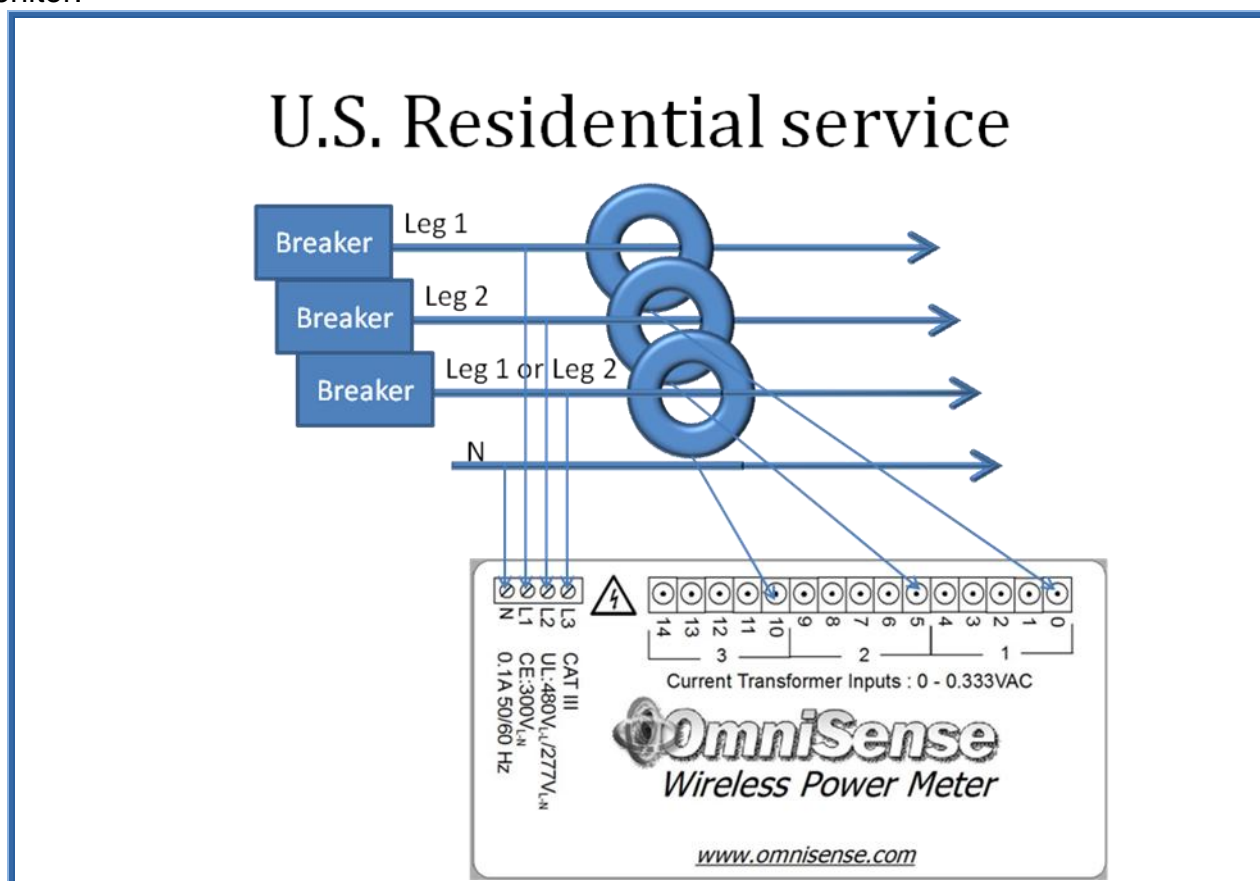 U.S. Residential service
Breaker
Leg 1
Breaker
Leg 2
Breaker
Leg 1 or Leg 2
N
N
L1
L2
L3
CAT III
UL:480VL-L/277VL-N
CE:300VL-N
0.1A 50/60 Hz
14 13 12 11 10 9 8 7 6 5 4 3 2 1 0
3 2 1
Current Transformer Inputs : 0 - 0.333VAC
OmniSense
Wireless Power Meter
www.omnisense.com